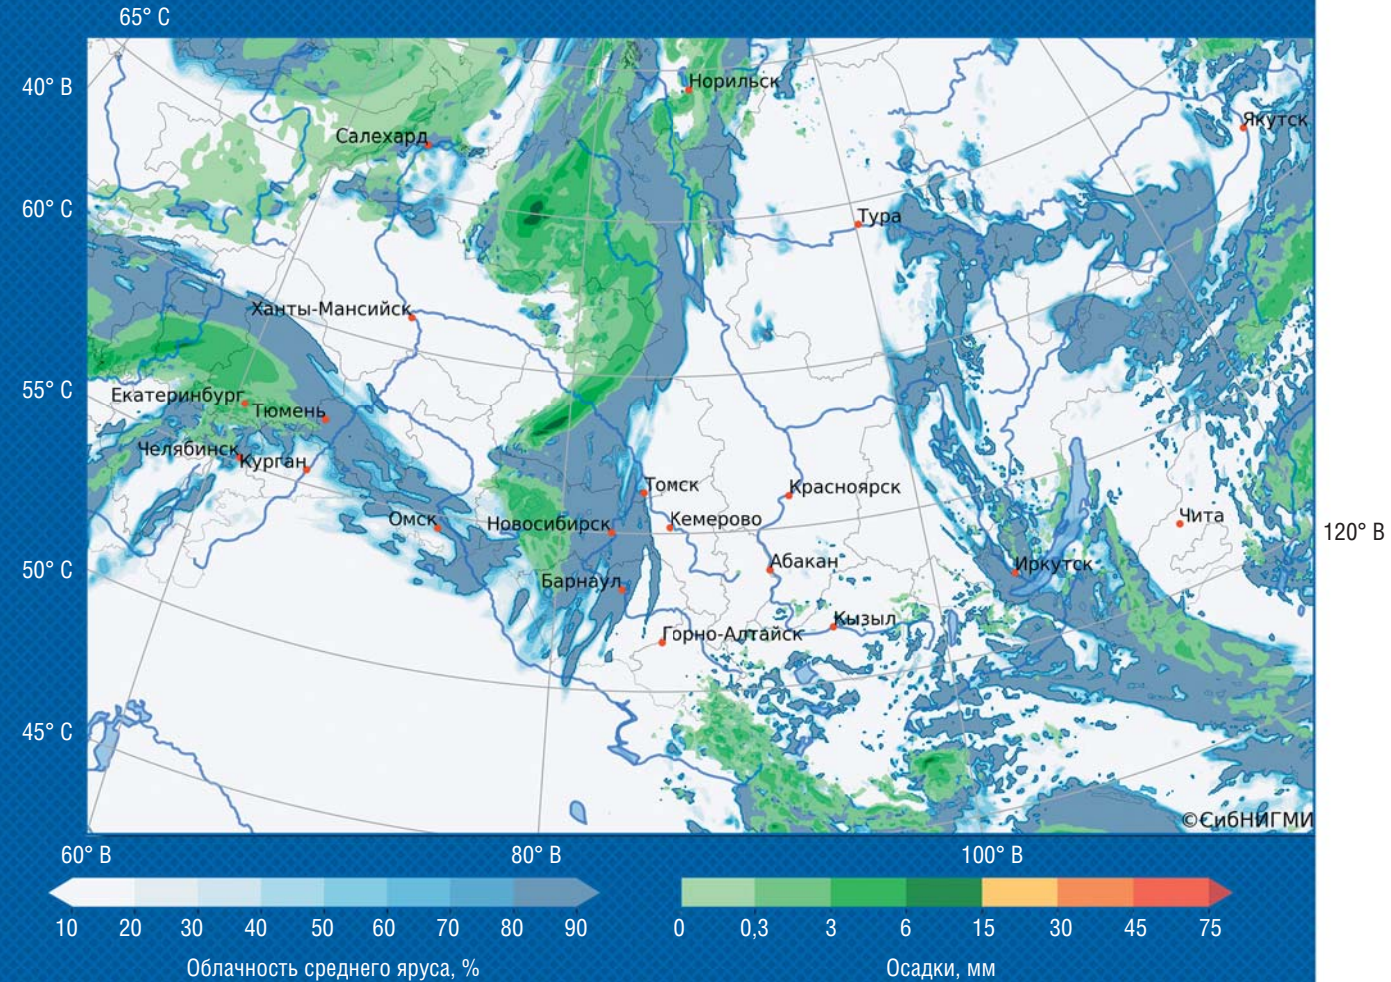 65° С
40° В
Норильск
Якутск
Салехард
60° С
Тура
Ханты-Мансийск
55° С
Екатеринбург
Тюмень
Челябинск
Курган
Томск
Красноярск
Омск
Новосибирск
Кемерово
Чита
120° В
50° С
Барнаул
Абакан
Иркутск
Кызыл
Горно-Алтайск
45° С
©СибНИГМИ
60° В
80° В
100° В
10 20 30 40 50 60 70 80 90
0 0,3 3 6 15 30 45 75
Облачность среднего яруса, %
Осадки, мм